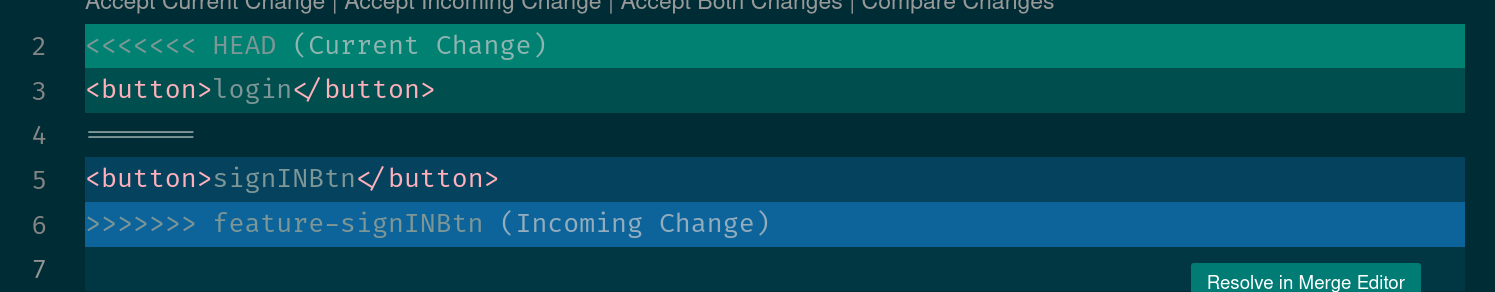 Accept Current Change | Accept Incoming Change | Accept Both Changes | Compare Changes
2 <<<<<<< HEAD (Current Change)
3 <button>login</button>
4 =======
5 <button>signINBtn</button>
6 >>>>>>> feature-signINBtn (Incoming Change)
7
Resolve in Merge Editor